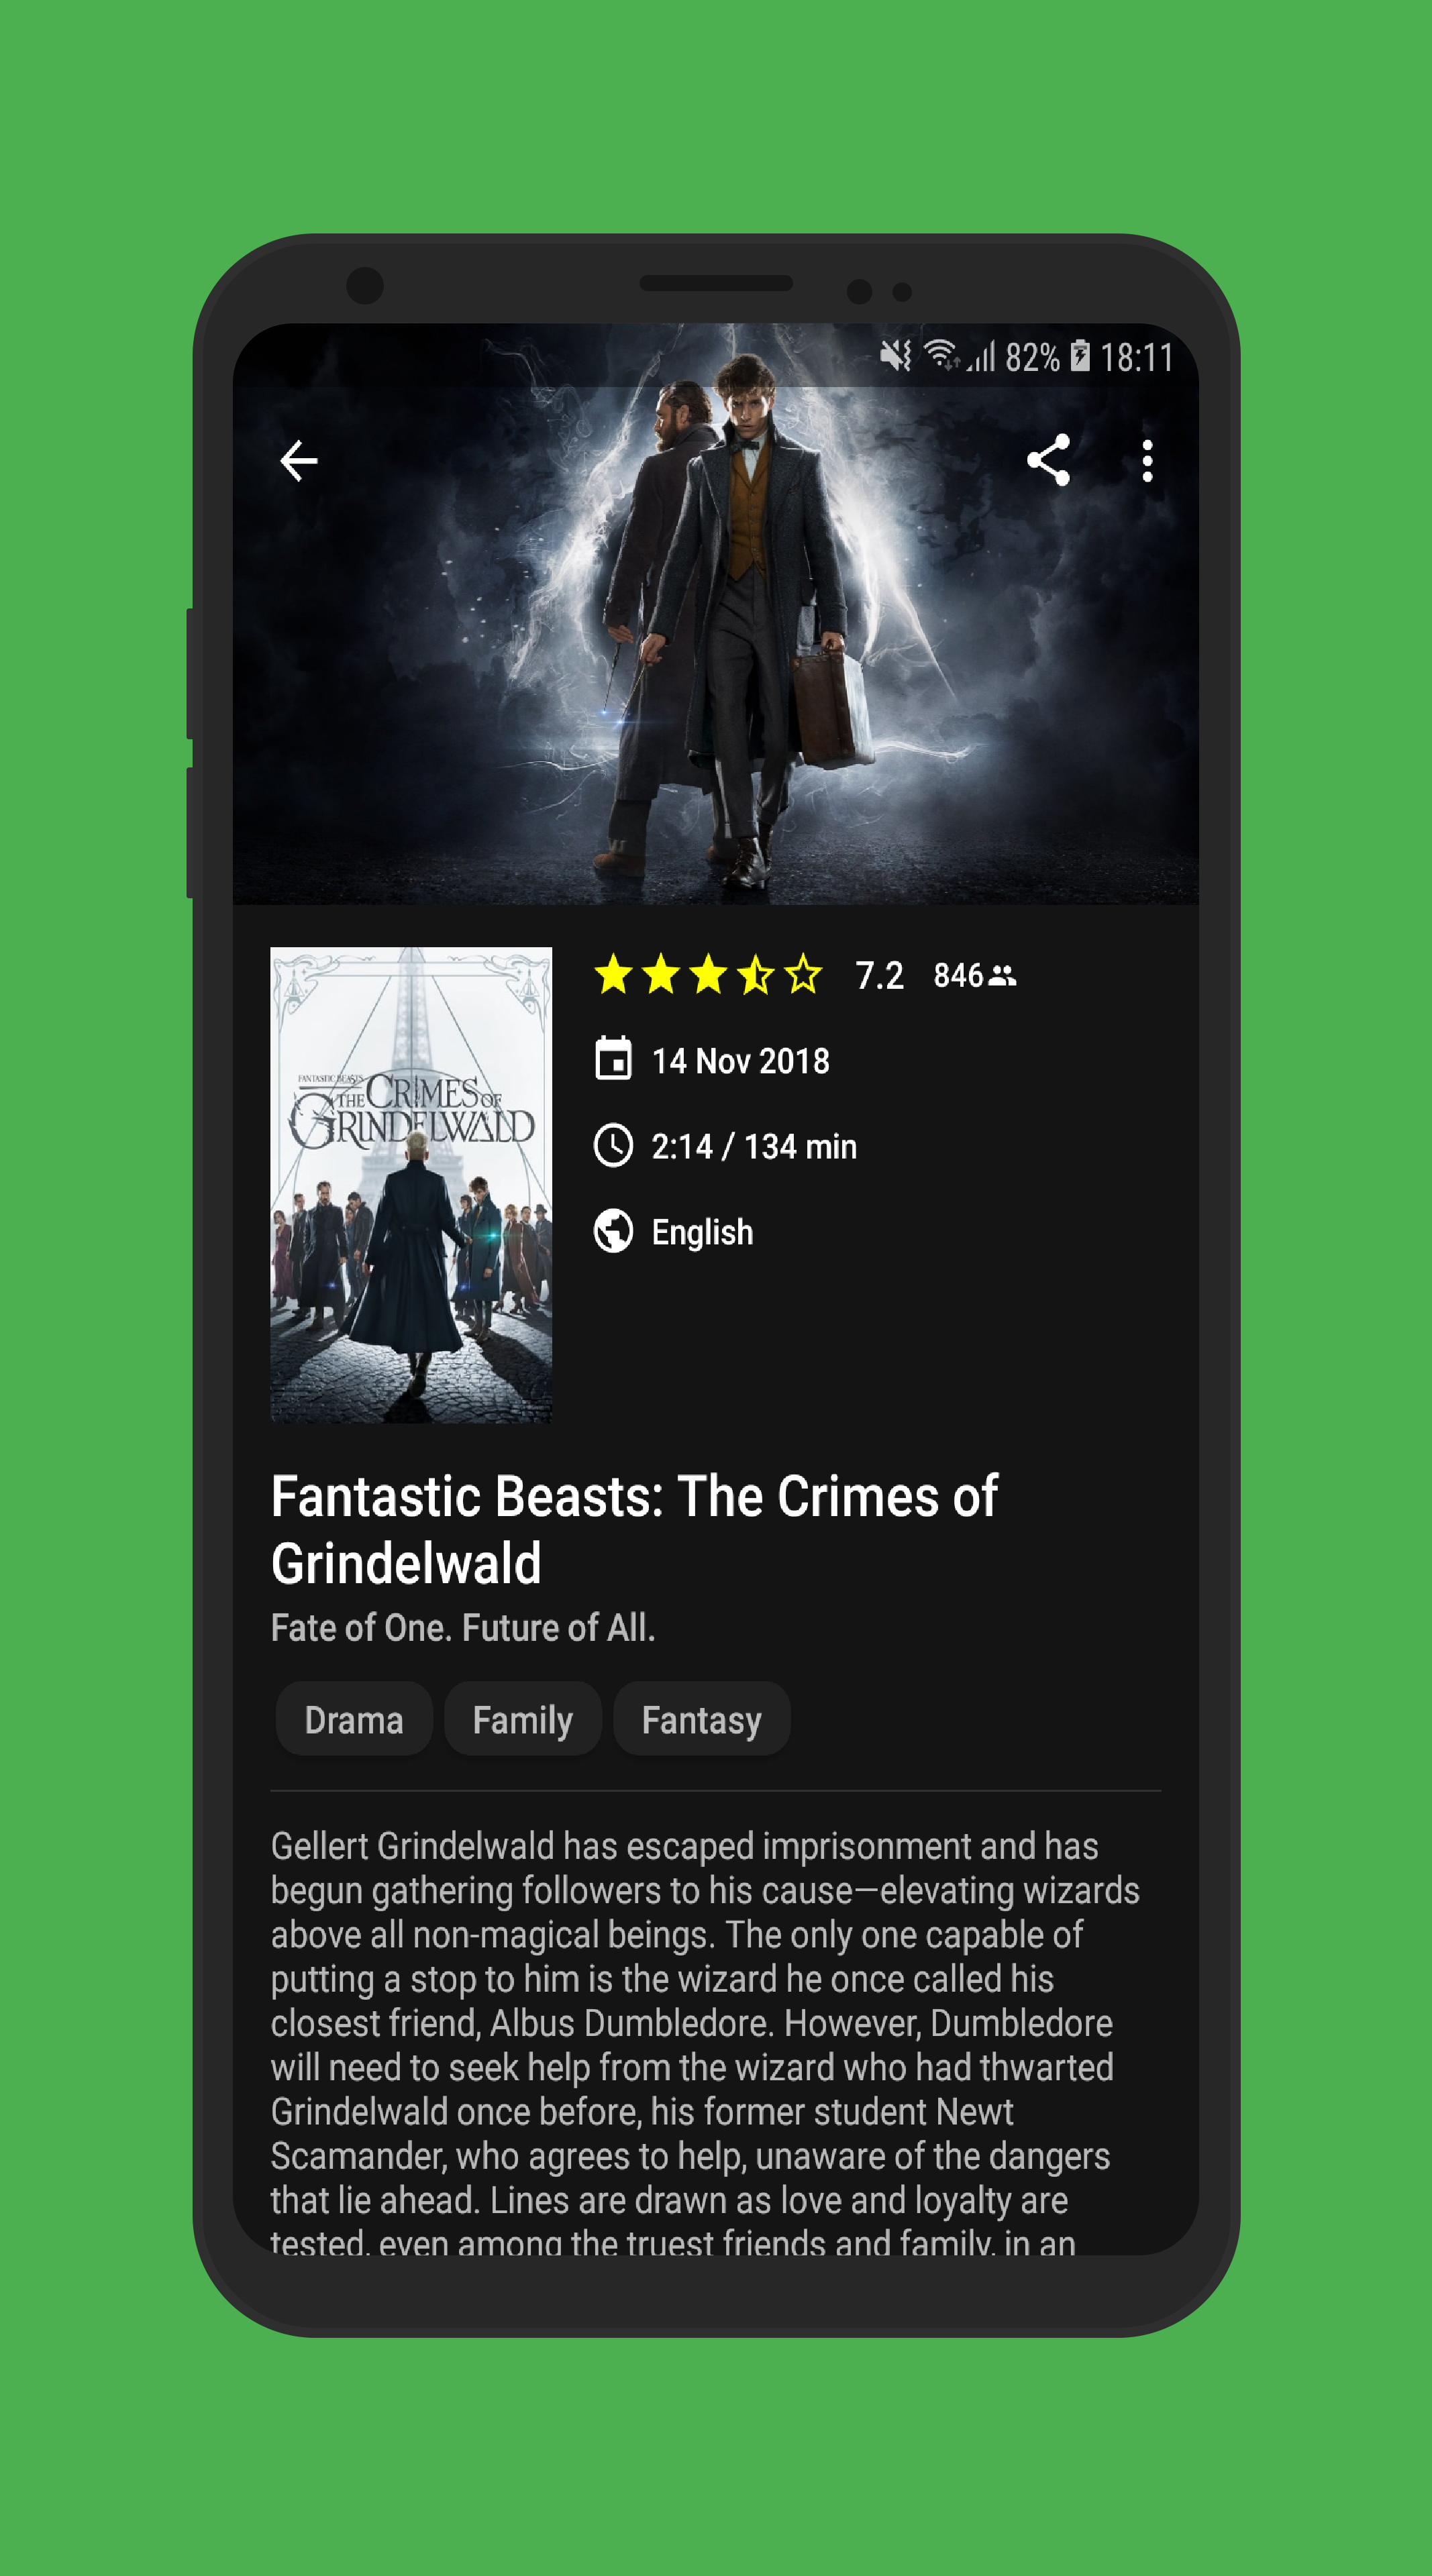 82% 18:11
7.2 846
14 Nov 2018
2:14 / 134 min
English
FANTASTIC BEASTS
THE CRIMES OF
GRINDELWALD
Fantastic Beasts: The Crimes of
Grindelwald
Fate of One. Future of All.
Drama Family Fantasy
Gellert Grindelwald has escaped imprisonment and has
begun gathering followers to his cause—elevating wizards
above all non-magical beings. The only one capable of
putting a stop to him is the wizard he once called his
closest friend, Albus Dumbledore. However, Dumbledore
will need to seek help from the wizard who had thwarted
Grindelwald once before, his former student Newt
Scamander, who agrees to help, unaware of the dangers
that lie ahead. Lines are drawn as love and loyalty are
tested, even among the truest friends and family, in an